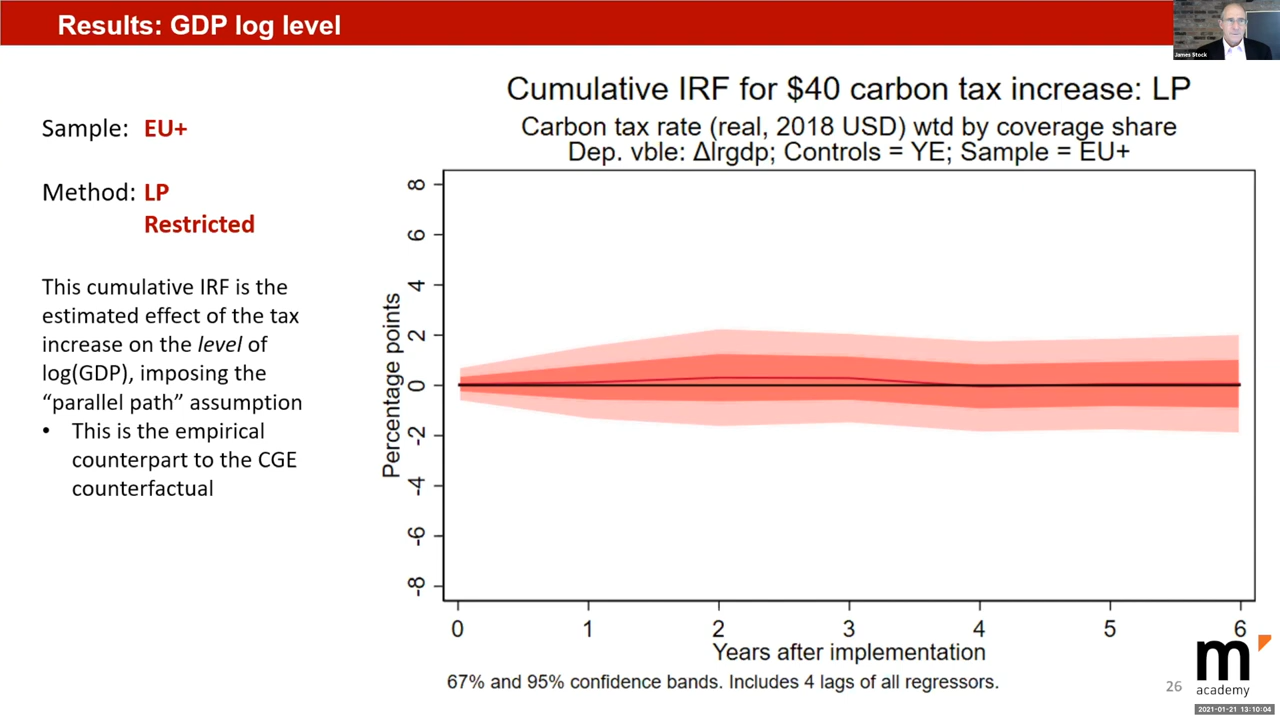 Results: GDP log level
James Stock
Sample: EU+
Method: LP
Restricted
This cumulative IRF is the
estimated effect of the tax
increase on the level of
log(GDP), imposing the
“parallel path” assumption
• This is the empirical
counterpart to the CGE
counterfactual
Cumulative IRF for $40 carbon tax increase: LP
Carbon tax rate (real, 2018 USD) wtd by coverage share
Dep. vble: Δlrgdp; Controls = YE; Sample = EU+
Percentage points
8
6
4
2
0
-2
-4
-6
-8
0 1 2 3 4 5 6
Years after implementation
67% and 95% confidence bands. Includes 4 lags of all regressors.
26
m
academy
2021-01-21 13:10:04